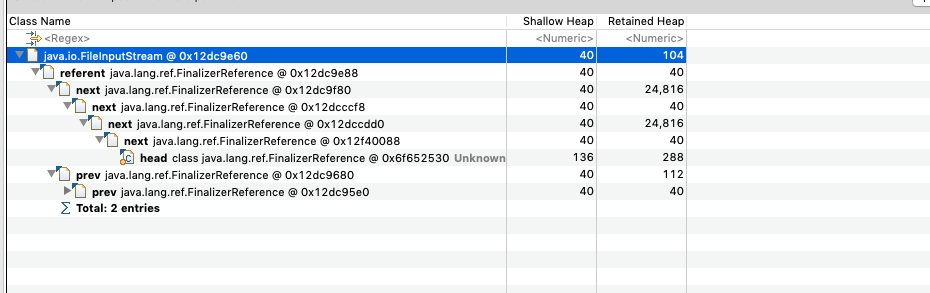 Class Name Shallow Heap Retained Heap
<Regex> <Numeric> <Numeric>
java.io.FileInputStream @ 0x12dc9e60 40 104
referent java.lang.ref.FinalizerReference @ 0x12dc9e88 40 40
next java.lang.ref.FinalizerReference @ 0x12dc9f80 40 24,816
next java.lang.ref.FinalizerReference @ 0x12dcccf8 40 40
next java.lang.ref.FinalizerReference @ 0x12dccdd0 40 24,816
next java.lang.ref.FinalizerReference @ 0x12f40088 40 40
head class java.lang.ref.FinalizerReference @ 0x6f652530 Unknown 136 288
prev java.lang.ref.FinalizerReference @ 0x12dc9680 40 112
prev java.lang.ref.FinalizerReference @ 0x12dc95e0 40 40
Total: 2 entries